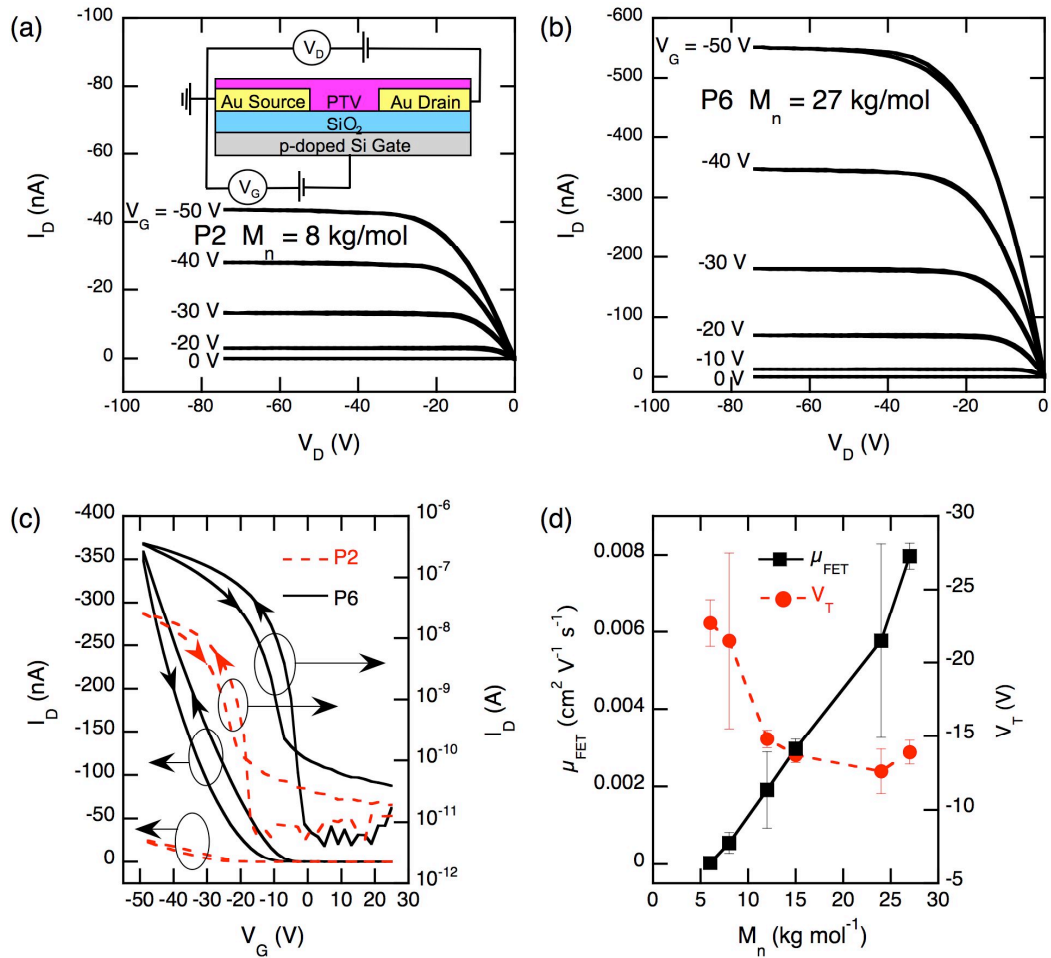 (a)
-100
-80
-60
-40
-20
0
I_D (nA)
V_D
Au Source
PTV
Au Drain
SiO_2
p-doped Si Gate
V_G
V_G = -50 V
P2 M_n = 8 kg/mol
-40 V
-30 V
-20 V
0 V
-100 -80 -60 -40 -20 0
V_D (V)
(b)
-600
-500
-400
-300
-200
-100
0
I_D (nA)
V_G = -50 V
P6 M_n = 27 kg/mol
-40 V
-30 V
-20 V
-10 V
0 V
-100 -80 -60 -40 -20 0
V_D (V)
(c)
-400
-350
-300
-250
-200
-150
-100
-50
0
I_D (nA)
P2
P6
10^-6
10^-7
10^-8
10^-9
10^-10
10^-11
10^-12
I_D (A)
-50 -40 -30 -20 -10 0 10 20 30
V_G (V)
(d)
0.008
0.006
0.004
0.002
0
μ_FET (cm^2 V^-1 s^-1)
μ_FET
V_T
-30
-25
-20
-15
-10
-5
V_T (V)
0 5 10 15 20 25 30
M_n (kg mol^-1)